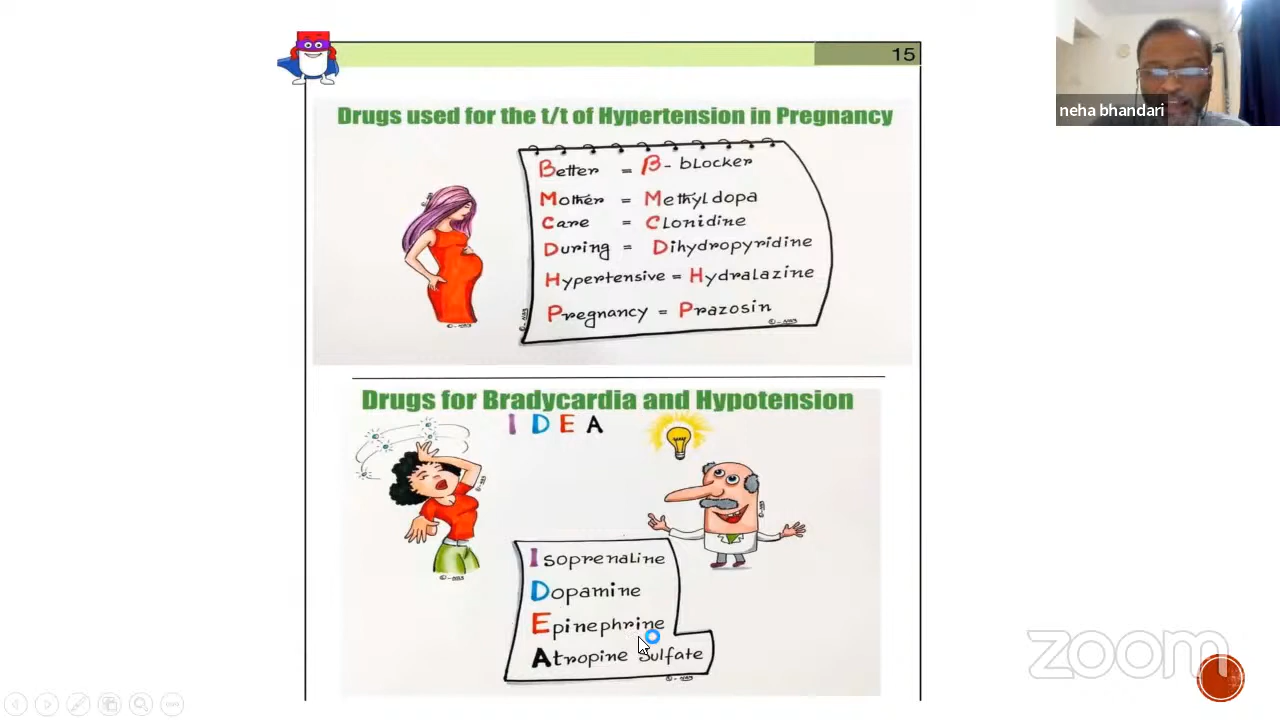 15
neha bhandari
Drugs used for the t/t of Hypertension in Pregnancy
Better = β - blocker
Mother = Methyldopa
Care = Clonidine
During = Dihydropyridine
Hypertensive = Hydralazine
Pregnancy = Prazosin
Drugs for Bradycardia and Hypotension
I D E A
Isoprenaline
Dopamine
Epinephrine
Atropine Sulfate
zoom